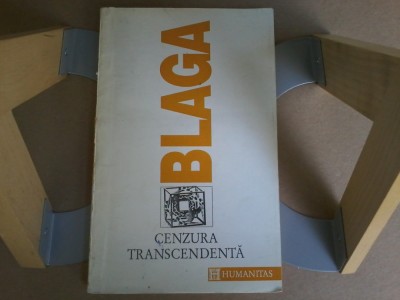 BLAGA
CENZURA
TRANSCENDENTĂ
H HUMANITAS